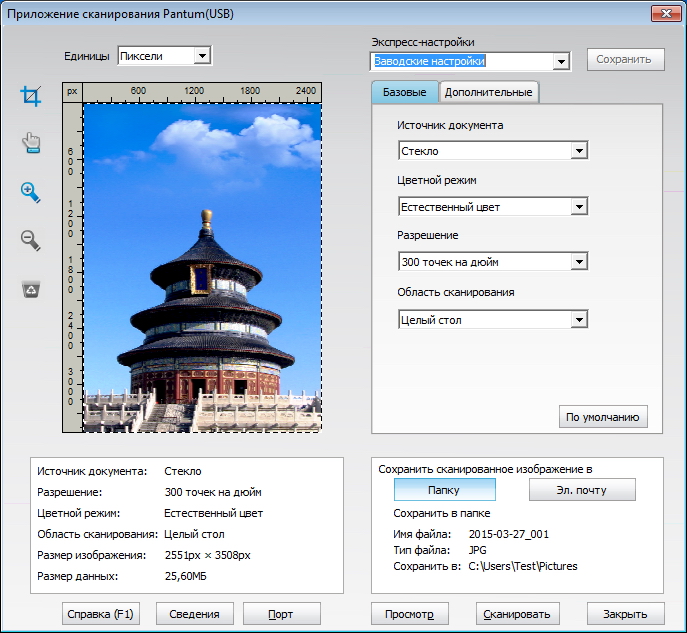 Приложение сканирования Pantum(USB)
Единицы Пиксели
Экспресс-настройки
Заводские настройки Сохранить
px 600 1200 1800 2400
600
1200
1800
2400
3000
Базовые Дополнительные
Источник документа
Стекло
Цветной режим
Естественный цвет
Разрешение
300 точек на дюйм
Область сканирования
Целый стол
По умолчанию
Источник документа: Стекло
Разрешение: 300 точек на дюйм
Цветной режим: Естественный цвет
Область сканирования: Целый стол
Размер изображения: 2551px × 3508px
Размер данных: 25,60МБ
Сохранить сканированное изображение в
Папку Эл. почту
Сохранить в папке
Имя файла: 2015-03-27_001
Тип файла: JPG
Сохранить в: C:\Users\Test\Pictures
Справка (F1) Сведения Порт Просмотр Сканировать Закрыть